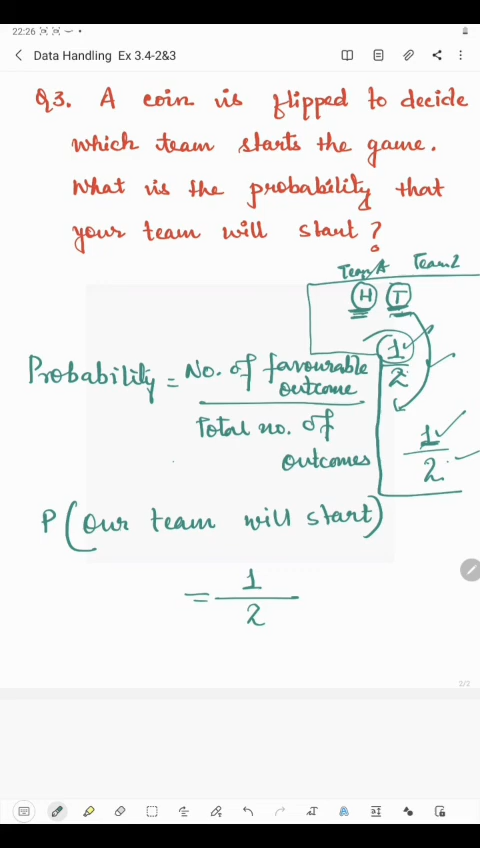 22:26
Data Handling Ex 3.4-2&3
Q3. A coin is flipped to decide
which team starts the game.
What is the probability that
your team will start?
Team A Team 2
H T
1
2
Probability = No. of favourable
outcome
Total no. of
outcomes
1
2
P(Our team will start)
= 1
2
2/2